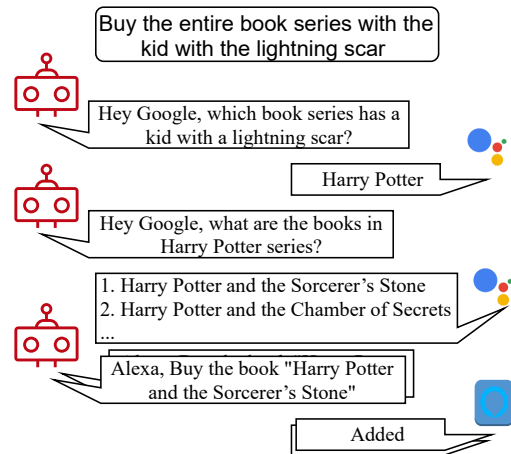 Buy the entire book series with the
kid with the lightning scar
Hey Google, which book series has a
kid with a lightning scar?
Harry Potter
Hey Google, what are the books in
Harry Potter series?
1. Harry Potter and the Sorcerer’s Stone
2. Harry Potter and the Chamber of Secrets
...
Alexa, Buy the book "Harry Potter
and the Sorcerer’s Stone"
Added